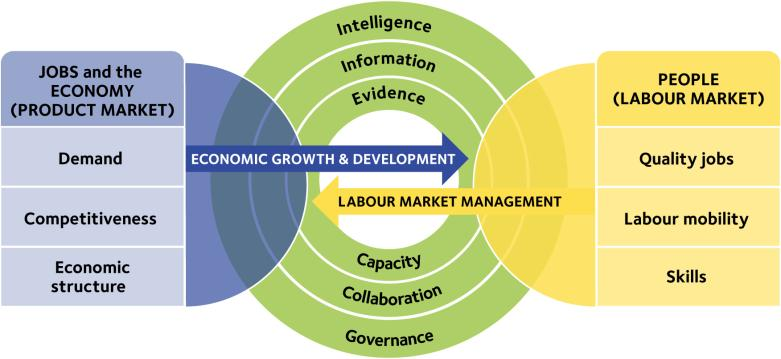 JOBS and the
ECONOMY
(PRODUCT MARKET)
Demand
Competitiveness
Economic
structure
Intelligence
Information
Evidence
ECONOMIC GROWTH & DEVELOPMENT
LABOUR MARKET MANAGEMENT
Capacity
Collaboration
Governance
PEOPLE
(LABOUR MARKET)
Quality jobs
Labour mobility
Skills